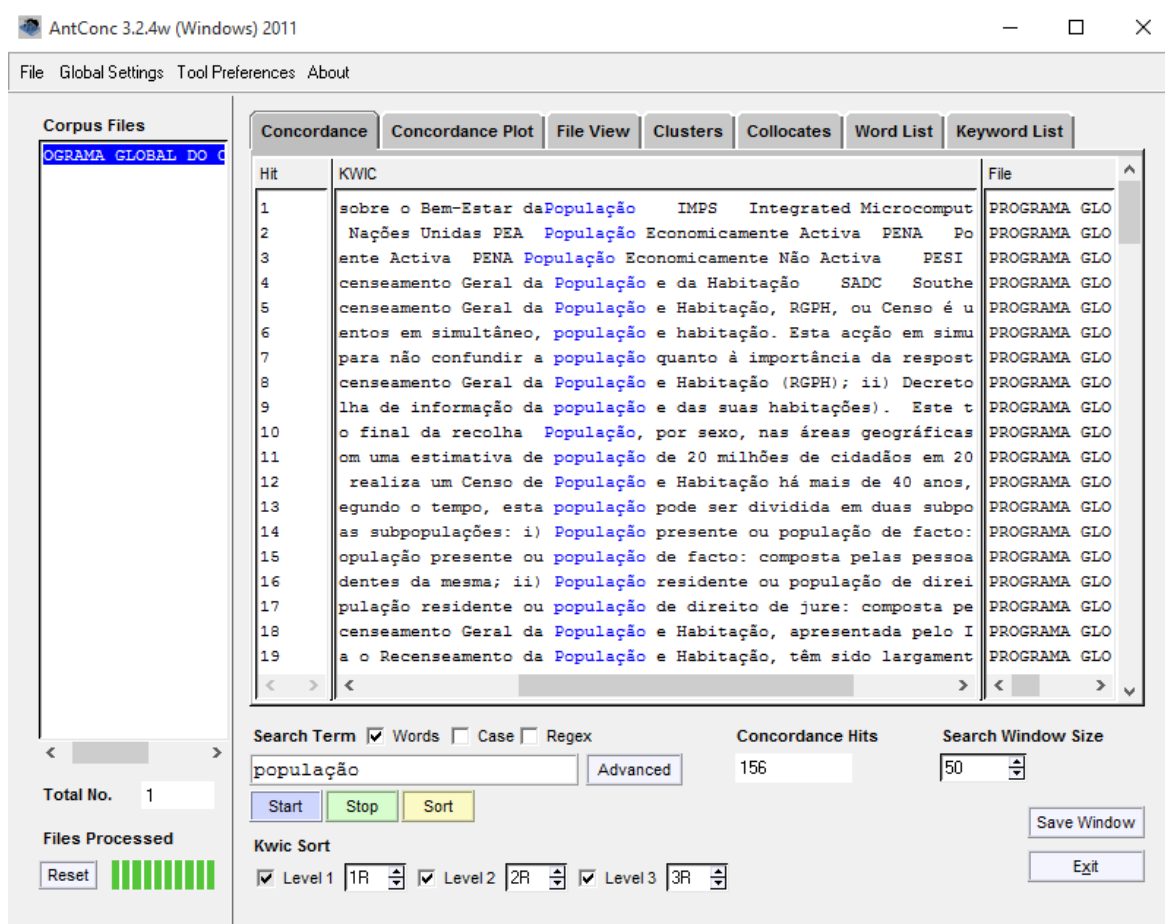 AntConc 3.2.4w (Windows) 2011
File Global Settings Tool Preferences About
Corpus Files
OGRAMA GLOBAL DO C
Concordance Concordance Plot File View Clusters Collocates Word List Keyword List
Hit KWIC File
1 sobre o Bem-Estar daPopulação IMPS Integrated Microcomput PROGRAMA GLO
2 Nações Unidas PEA População Economicamente Activa PENA Po PROGRAMA GLO
3 ente Activa PENA População Economicamente Não Activa PESI PROGRAMA GLO
4 censeamento Geral da População e da Habitação SADC Southe PROGRAMA GLO
5 censeamento Geral da População e Habitação, RGPH, ou Censo é u PROGRAMA GLO
6 entos em simultâneo, população e habitação. Esta acção em simu PROGRAMA GLO
7 para não confundir a população quanto à importância da respost PROGRAMA GLO
8 censeamento Geral da População e Habitação (RGPH); ii) Decreto PROGRAMA GLO
9 lha de informação da população e das suas habitações). Este t PROGRAMA GLO
10 o final da recolha População, por sexo, nas áreas geográficas PROGRAMA GLO
11 om uma estimativa de população de 20 milhões de cidadãos em 20 PROGRAMA GLO
12 realiza um Censo de População e Habitação há mais de 40 anos, PROGRAMA GLO
13 egundo o tempo, esta população pode ser dividida em duas subpo PROGRAMA GLO
14 as subpopulações: i) População presente ou população de facto: PROGRAMA GLO
15 opulação presente ou população de facto: composta pelas pessoa PROGRAMA GLO
16 dentes da mesma; ii) População residente ou população de direi PROGRAMA GLO
17 pulação residente ou população de direito de jure: composta pe PROGRAMA GLO
18 censeamento Geral da População e Habitação, apresentada pelo I PROGRAMA GLO
19 a o Recenseamento da População e Habitação, têm sido largament PROGRAMA GLO
Search Term Words Case Regex Concordance Hits Search Window Size
população Advanced 156 50
Total No. 1
Start Stop Sort
Save Window
Files Processed
Kwic Sort
Reset
Level 1 1R Level 2 2R Level 3 3R
Exit